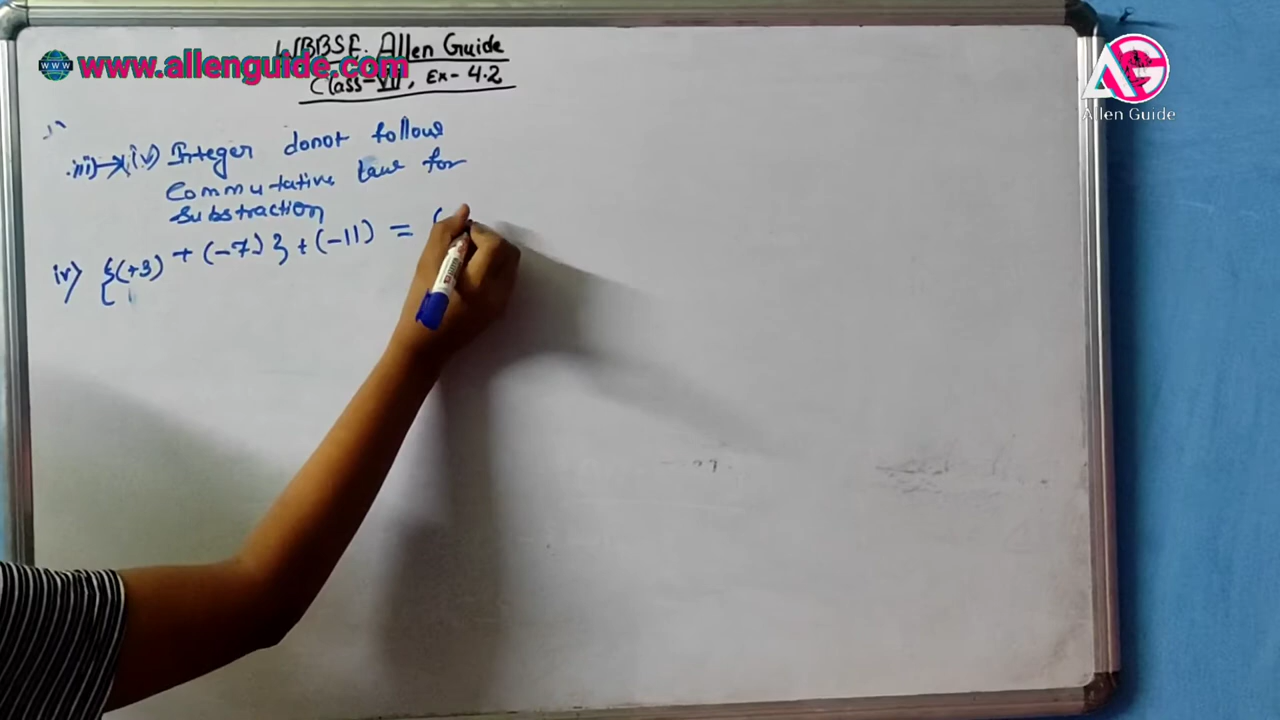 WBBSE. Allen Guide
www.allenguide.com
Class-VII, Ex- 4.2
Allen Guide
iii) → (iv) Integer donot follow
Commutative law for
Substraction
iv) {(+3) + (-7)} + (-11) = (